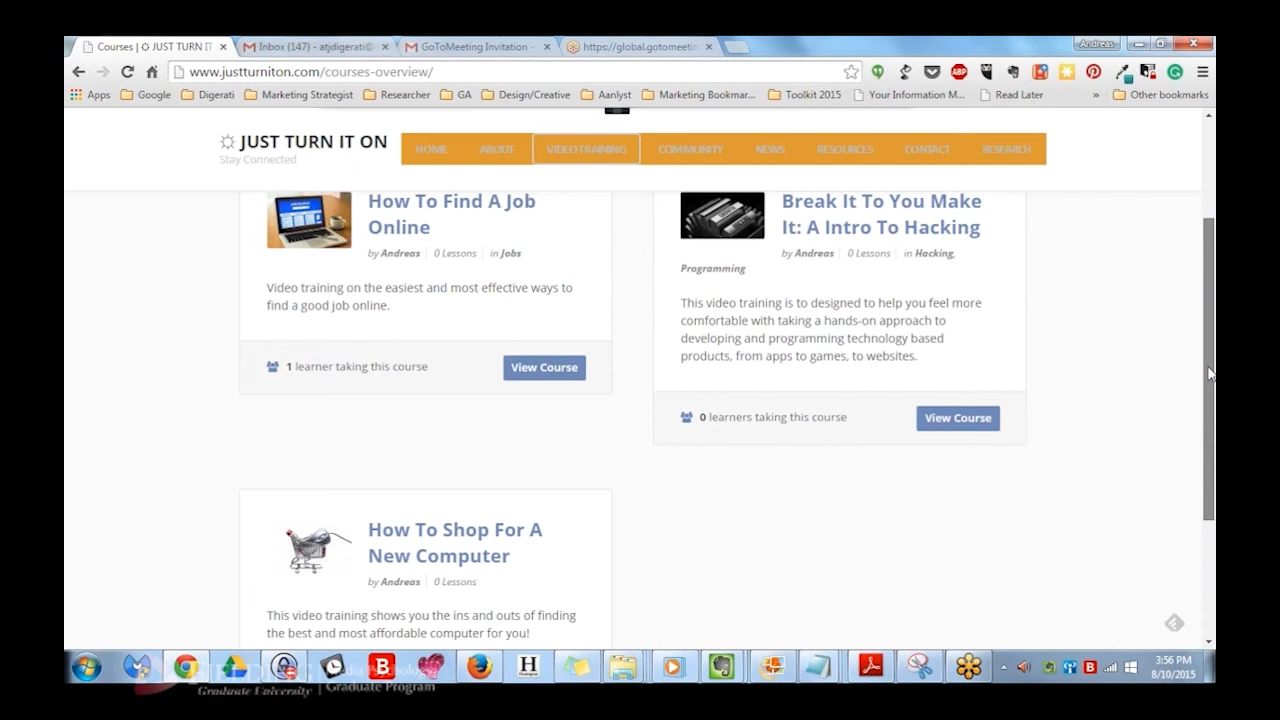 Courses | ☼ JUST TURN IT
Inbox (147) - atjdigerati@
GoToMeeting Invitation -
https://global.gotomeetin
Andreas
www.justturniton.com/courses-overview/
Apps Google Digerati Marketing Strategist Researcher GA Design/Creative Aanlyst Marketing Bookmar... Toolkit 2015 Your Information M... Read Later » Other bookmarks
☼ JUST TURN IT ON
Stay Connected
HOME ABOUT VIDEO TRAINING COMMUNITY NEWS RESOURCES CONTACT RESEARCH
How To Find A Job
Online
by Andreas 0 Lessons in Jobs
Video training on the easiest and most effective ways to
find a good job online.
1 learner taking this course
View Course
Break It To You Make
It: A Intro To Hacking
by Andreas 0 Lessons in Hacking,
Programming
This video training is to designed to help you feel more
comfortable with taking a hands-on approach to
developing and programming technology based
products, from apps to games, to websites.
0 learners taking this course
View Course
How To Shop For A
New Computer
by Andreas 0 Lessons
This video training shows you the ins and outs of finding
the best and most affordable computer for you!
3:56 PM
8/10/2015
Graduate University | Graduate Program